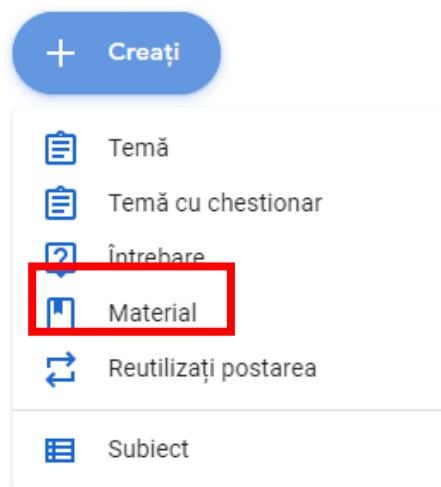 Creați
Temă
Temă cu chestionar
Întrebare
Material
Reutilizați postarea
Subiect